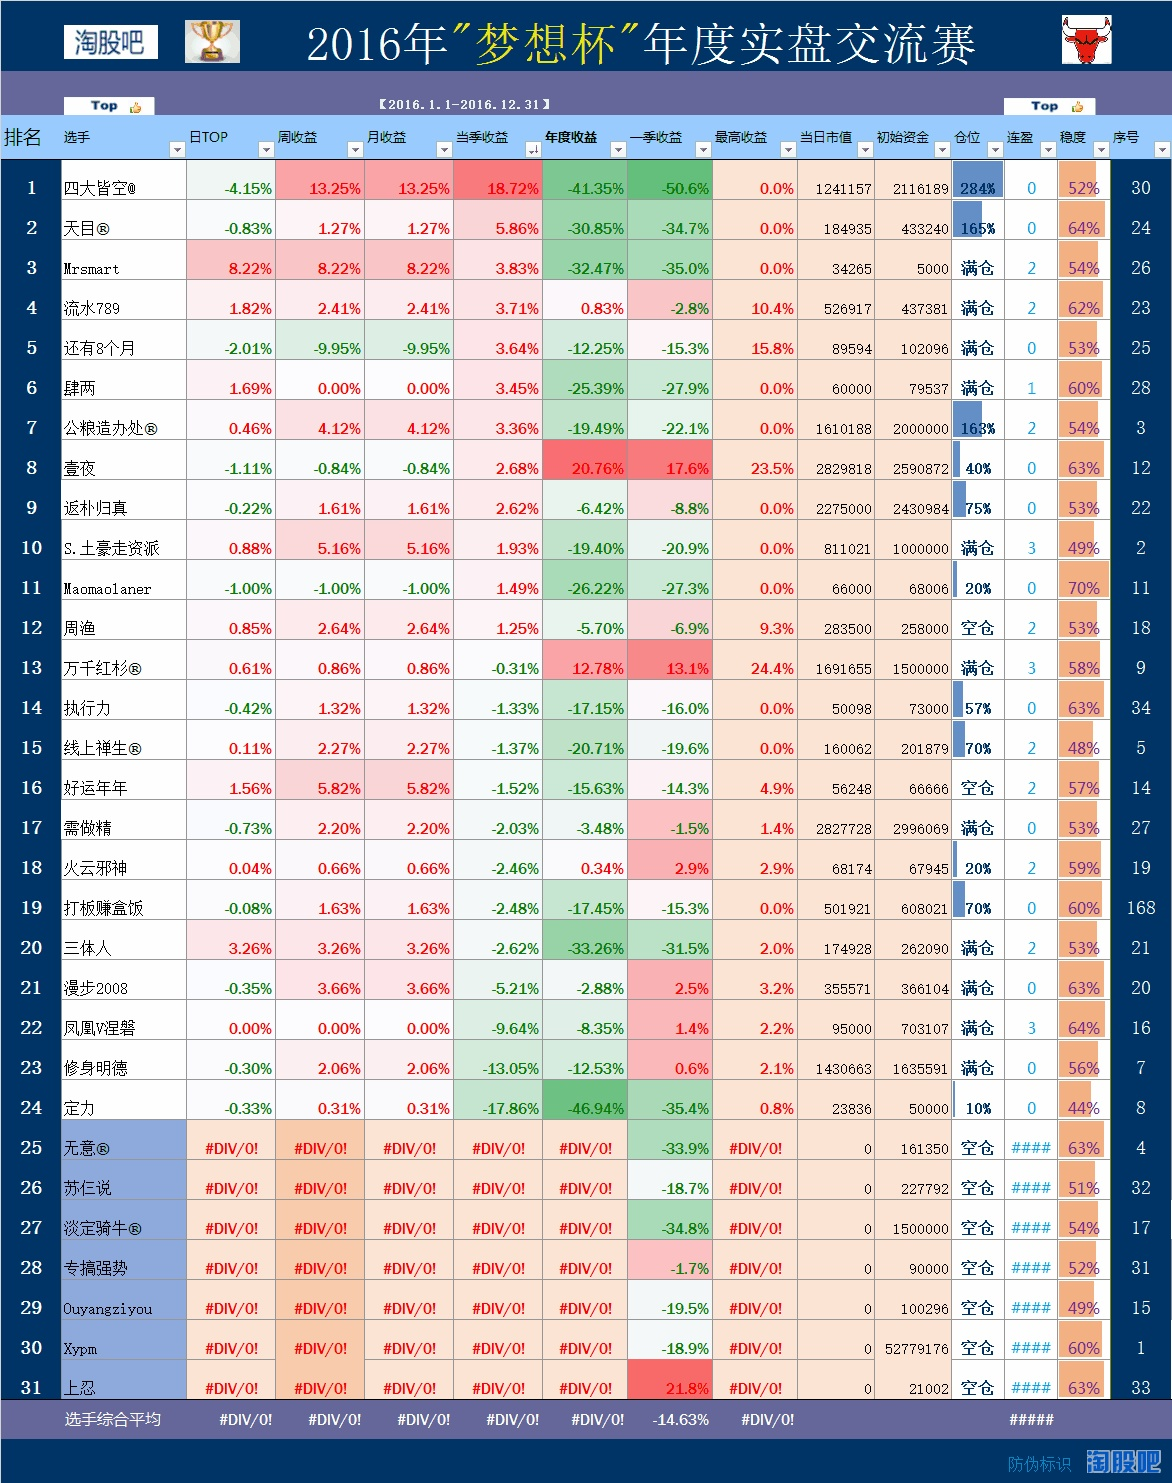 淘股吧
2016年"梦想杯"年度实盘交流赛
Top 【2016.1.1-2016.12.31】 Top
排名 选手 日TOP 周收益 月收益 当季收益 年度收益 一季收益 最高收益 当日市值 初始资金 仓位 连盈 稳度 序号
1 四大皆空@ -4.15% 13.25% 13.25% 18.72% -41.35% -50.6% 0.0% 1241157 2116189 284% 0 52% 30
2 天目® -0.83% 1.27% 1.27% 5.86% -30.85% -34.7% 0.0% 184935 433240 165% 0 64% 24
3 Mrsmart 8.22% 8.22% 8.22% 3.83% -32.47% -35.0% 0.0% 34265 5000 满仓 2 54% 26
4 流水789 1.82% 2.41% 2.41% 3.71% 0.83% -2.8% 10.4% 526917 437381 满仓 2 62% 23
5 还有8个月 -2.01% -9.95% -9.95% 3.64% -12.25% -15.3% 15.8% 89594 102096 满仓 0 53% 25
6 肆两 1.69% 0.00% 0.00% 3.45% -25.39% -27.9% 0.0% 60000 79537 满仓 1 60% 28
7 公粮造办处® 0.46% 4.12% 4.12% 3.36% -19.49% -22.1% 0.0% 1610188 2000000 163% 2 54% 3
8 壹夜 -1.11% -0.84% -0.84% 2.68% 20.76% 17.6% 23.5% 2829818 2590872 40% 0 63% 12
9 返朴归真 -0.22% 1.61% 1.61% 2.62% -6.42% -8.8% 0.0% 2275000 2430984 75% 0 53% 22
10 S.土豪走资派 0.88% 5.16% 5.16% 1.93% -19.40% -20.9% 0.0% 811021 1000000 满仓 3 49% 2
11 Maomaolaner -1.00% -1.00% -1.00% 1.49% -26.22% -27.3% 0.0% 66000 68006 20% 0 70% 11
12 周渔 0.85% 2.64% 2.64% 1.25% -5.70% -6.9% 9.3% 283500 258000 空仓 2 53% 18
13 万千红杉® 0.61% 0.86% 0.86% -0.31% 12.78% 13.1% 24.4% 1691655 1500000 满仓 3 58% 9
14 执行力 -0.42% 1.32% 1.32% -1.33% -17.15% -16.0% 0.0% 50098 73000 57% 0 63% 34
15 线上禅生® 0.11% 2.27% 2.27% -1.37% -20.71% -19.6% 0.0% 160062 201879 70% 2 48% 5
16 好运年年 1.56% 5.82% 5.82% -1.52% -15.63% -14.3% 4.9% 56248 66666 空仓 2 57% 14
17 需做精 -0.73% 2.20% 2.20% -2.03% -3.48% -1.5% 1.4% 2827728 2996069 满仓 0 53% 27
18 火云邪神 0.04% 0.66% 0.66% -2.46% 0.34% 2.9% 2.9% 68174 67945 20% 2 59% 19
19 打板赚盒饭 -0.08% 1.63% 1.63% -2.48% -17.45% -15.3% 0.0% 501921 608021 70% 0 60% 168
20 三体人 3.26% 3.26% 3.26% -2.62% -33.26% -31.5% 2.0% 174928 262090 满仓 2 53% 21
21 漫步2008 -0.35% 3.66% 3.66% -5.21% -2.88% 2.5% 3.2% 355571 366104 满仓 0 63% 20
22 凤凰V涅磐 0.00% 0.00% 0.00% -9.64% -8.35% 1.4% 2.2% 95000 703107 满仓 3 64% 16
23 修身明德 -0.30% 2.06% 2.06% -13.05% -12.53% 0.6% 2.1% 1430663 1635591 满仓 0 56% 7
24 定力 -0.33% 0.31% 0.31% -17.86% -46.94% -35.4% 0.8% 23836 50000 10% 0 44% 8
25 无意® #DIV/0! #DIV/0! #DIV/0! #DIV/0! #DIV/0! -33.9% #DIV/0! 0 161350 空仓 #### 63% 4
26 苏仨说 #DIV/0! #DIV/0! #DIV/0! #DIV/0! #DIV/0! -18.7% #DIV/0! 0 227792 空仓 #### 51% 32
27 淡定骑牛® #DIV/0! #DIV/0! #DIV/0! #DIV/0! #DIV/0! -34.8% #DIV/0! 0 1500000 空仓 #### 54% 17
28 专搞强势 #DIV/0! #DIV/0! #DIV/0! #DIV/0! #DIV/0! -1.7% #DIV/0! 0 90000 空仓 #### 52% 31
29 Ouyangziyou #DIV/0! #DIV/0! #DIV/0! #DIV/0! #DIV/0! -19.5% #DIV/0! 0 100296 空仓 #### 49% 15
30 Xypm #DIV/0! #DIV/0! #DIV/0! #DIV/0! #DIV/0! -18.9% #DIV/0! 0 52779176 空仓 #### 60% 1
31 上忍 #DIV/0! #DIV/0! #DIV/0! #DIV/0! #DIV/0! 21.8% #DIV/0! 0 21002 空仓 #### 63% 33
选手综合平均 #DIV/0! #DIV/0! #DIV/0! #DIV/0! #DIV/0! -14.63% #DIV/0! #####
防伪标识 淘股吧